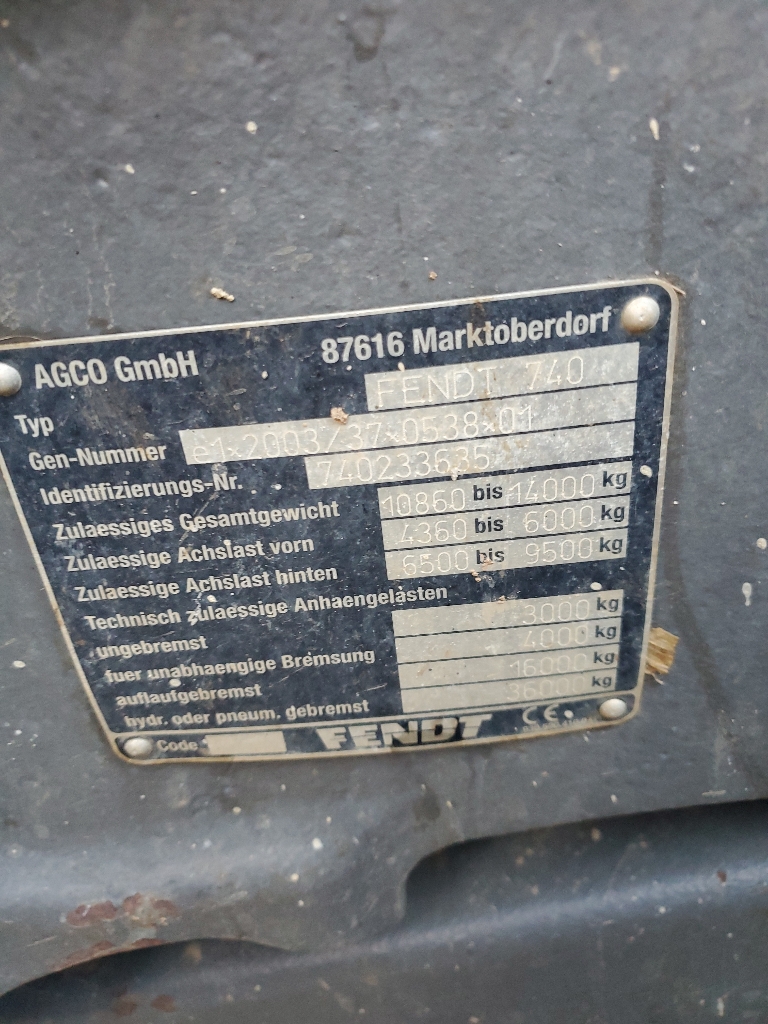 AGCO GmbH 87616 Marktoberdorf
Typ FENDT 740
Gen-Nummer e1*2003/37*0538*01
Identifizierungs-Nr. 740233635
Zulaessiges Gesamtgewicht 10860 bis 14000 kg
Zulaessige Achslast vorn 4360 bis 6000 kg
Zulaessige Achslast hinten 6500 bis 9500 kg
Technisch zulaessige Anhaengelasten
ungebremst 3000 kg
fuer unabhaengige Bremsung 4000 kg
auflaufgebremst 16000 kg
hydr. oder pneum. gebremst 36000 kg
Code FENDT CE